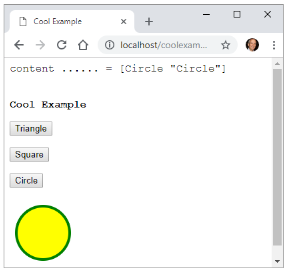 Cool Example
localhost/coolexam...
content ...... = [Circle "Circle"]
Cool Example
Triangle
Square
Circle